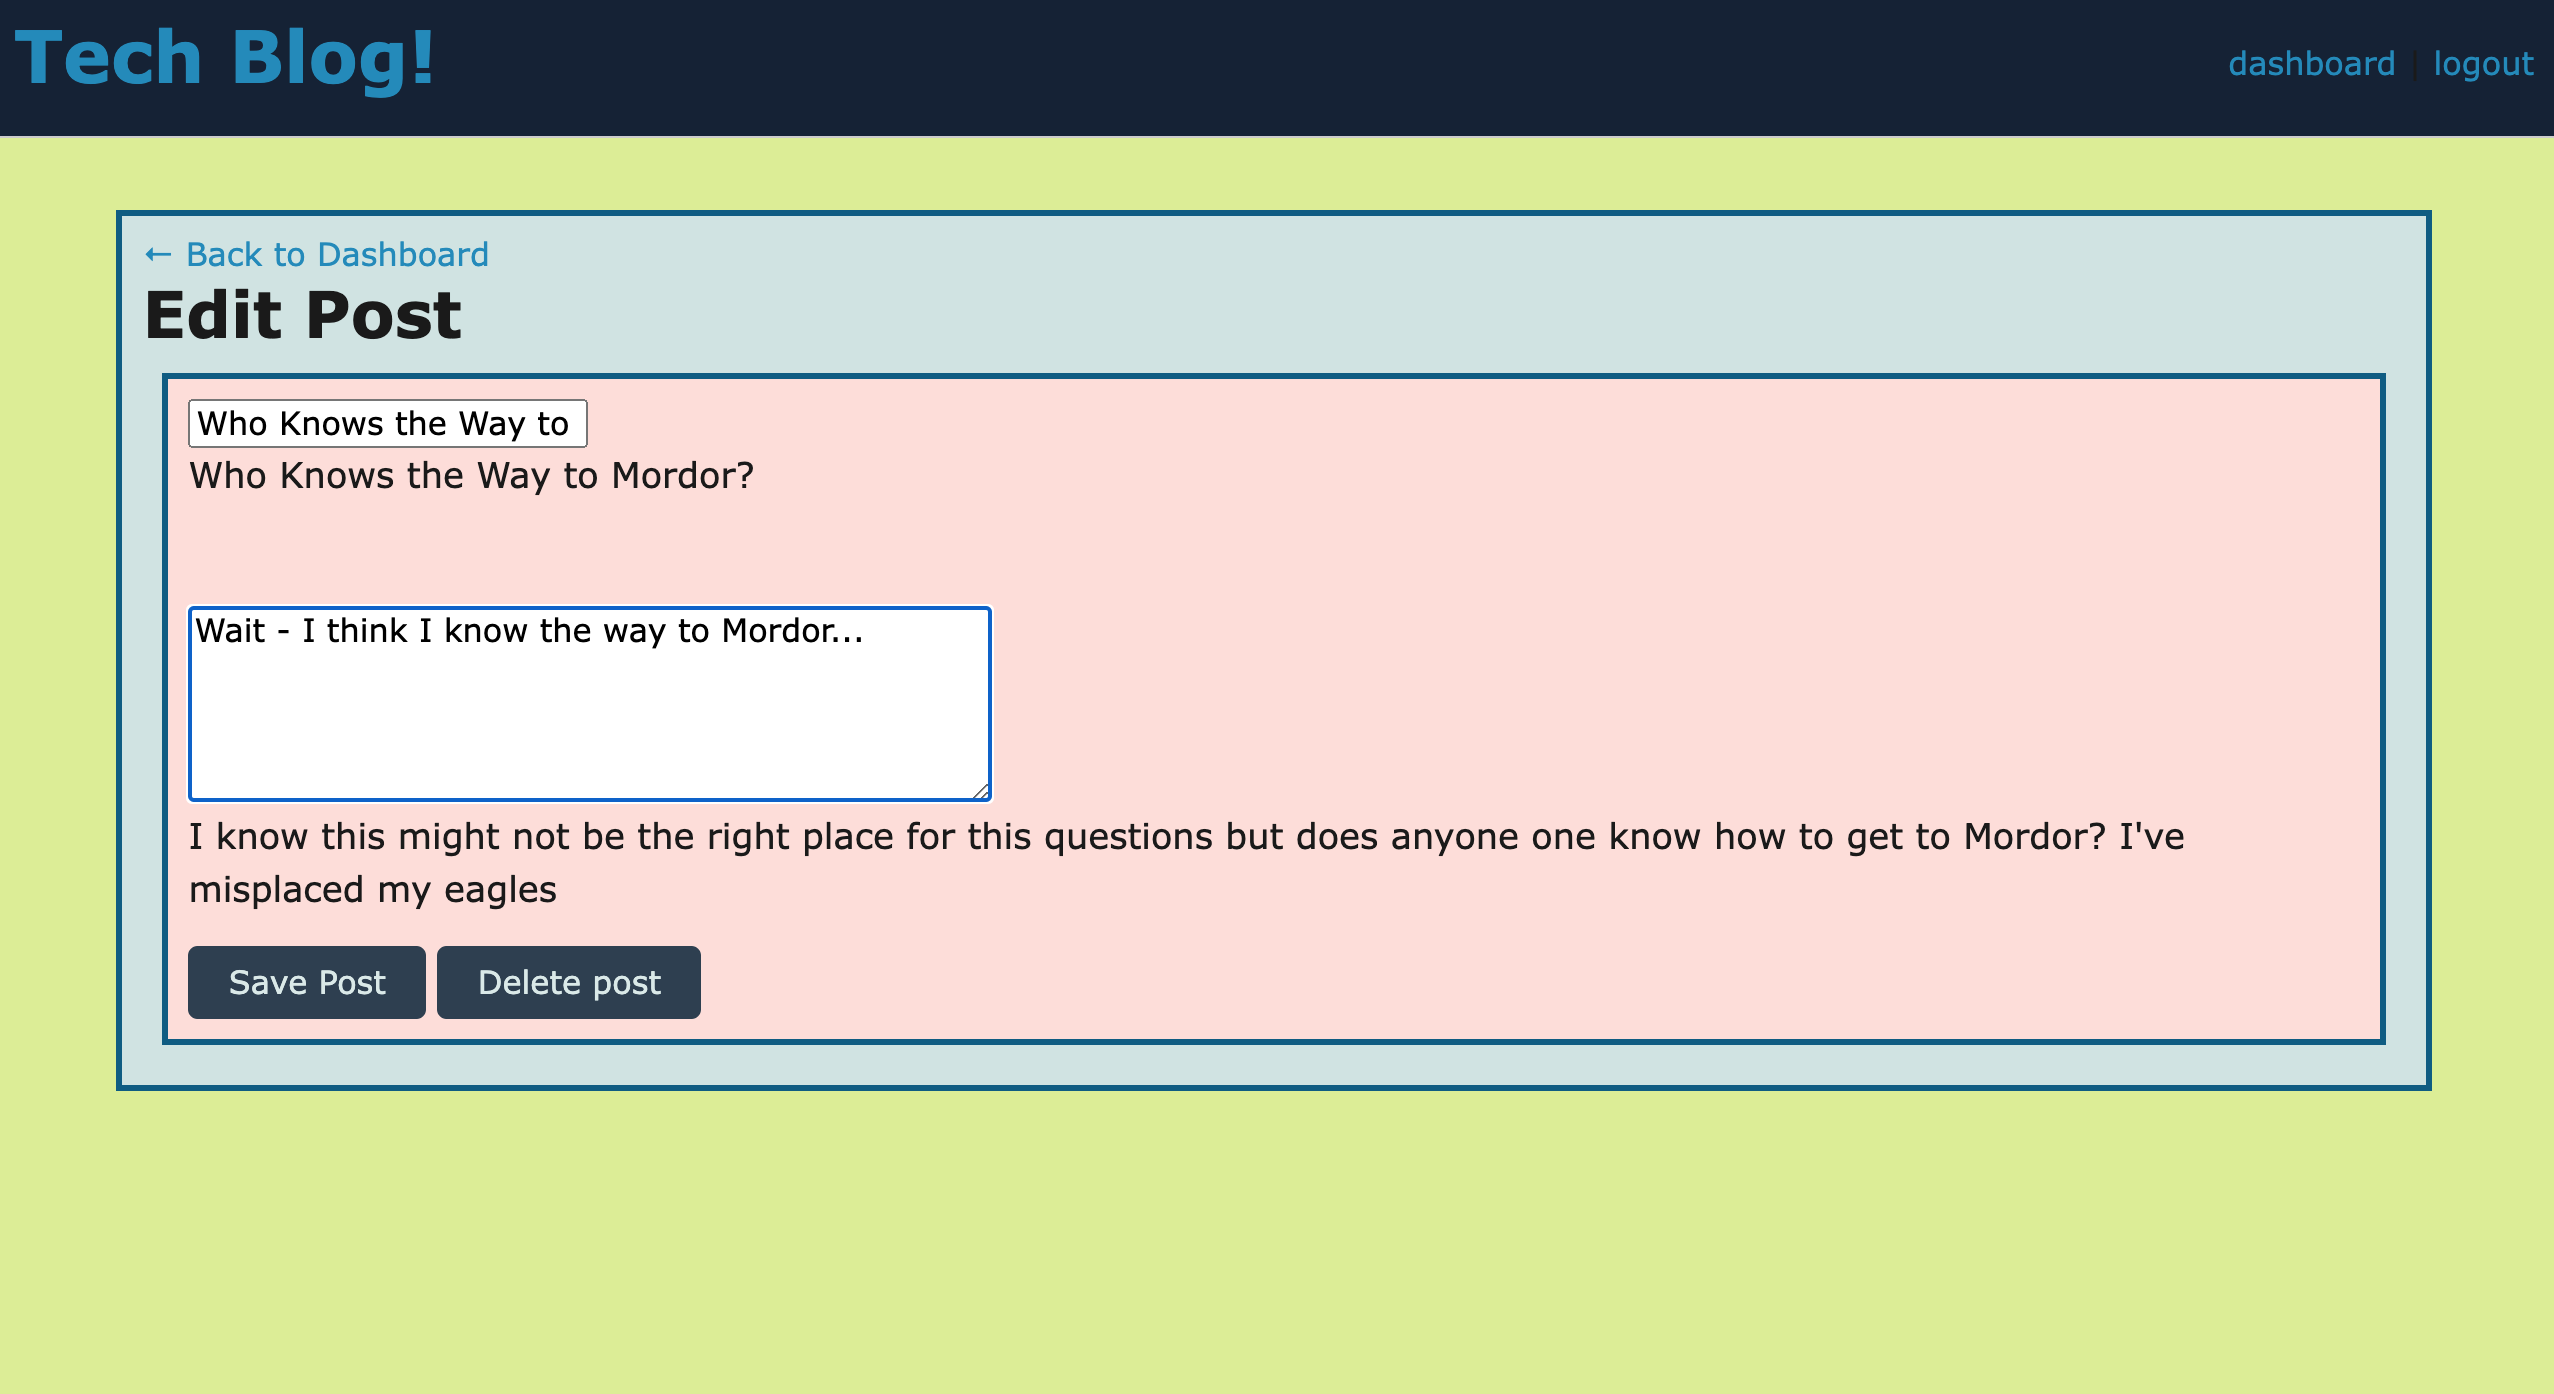 Tech Blog!
dashboard | logout
← Back to Dashboard
Edit Post
Who Knows the Way to
Who Knows the Way to Mordor?
Wait - I think I know the way to Mordor...
I know this might not be the right place for this questions but does anyone one know how to get to Mordor? I've
misplaced my eagles
Save Post
Delete post